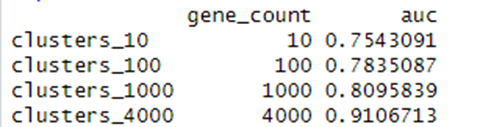 gene_count auc
clusters_10 10 0.7543091
clusters_100 100 0.7835087
clusters_1000 1000 0.8095839
clusters_4000 4000 0.9106713